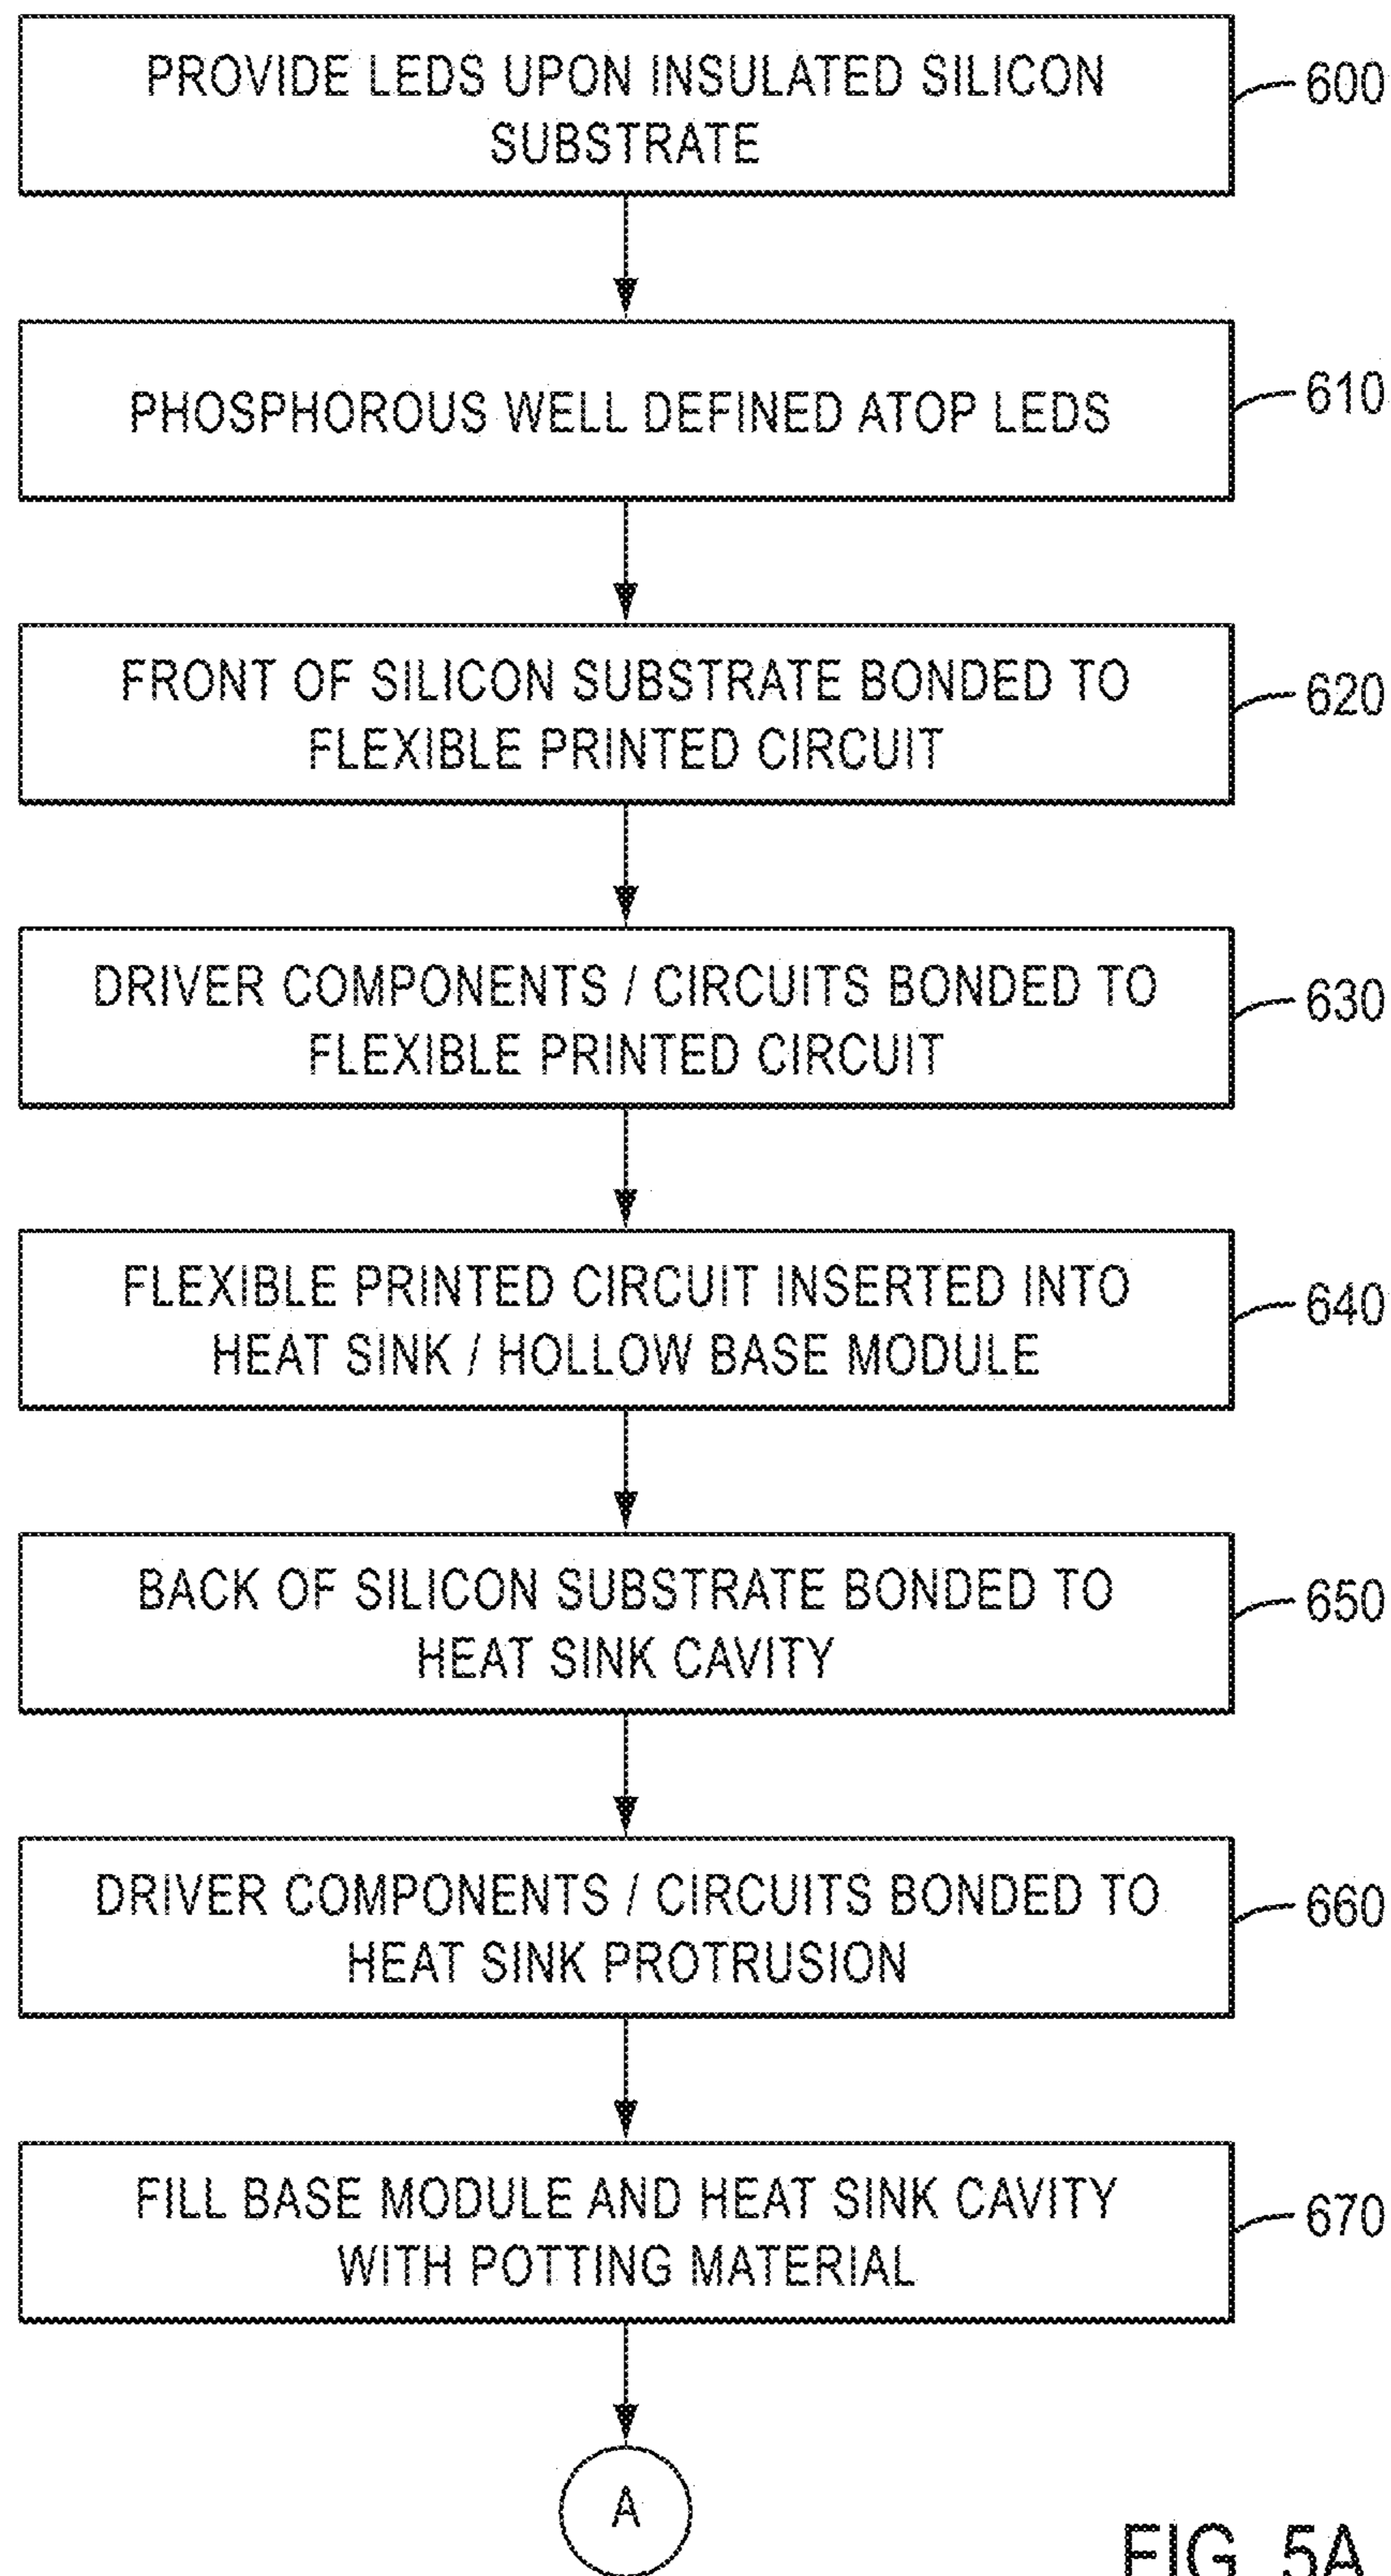 PROVIDE LEDS UPON INSULATED SILICON
SUBSTRATE
600
PHOSPHOROUS WELL DEFINED ATOP LEDS
610
FRONT OF SILICON SUBSTRATE BONDED TO
FLEXIBLE PRINTED CIRCUIT
620
DRIVER COMPONENTS / CIRCUITS BONDED TO
FLEXIBLE PRINTED CIRCUIT
630
FLEXIBLE PRINTED CIRCUIT INSERTED INTO
HEAT SINK / HOLLOW BASE MODULE
640
BACK OF SILICON SUBSTRATE BONDED TO
HEAT SINK CAVITY
650
DRIVER COMPONENTS / CIRCUITS BONDED TO
HEAT SINK PROTRUSION
660
FILL BASE MODULE AND HEAT SINK CAVITY
WITH POTTING MATERIAL
670
A
FIG. 5A